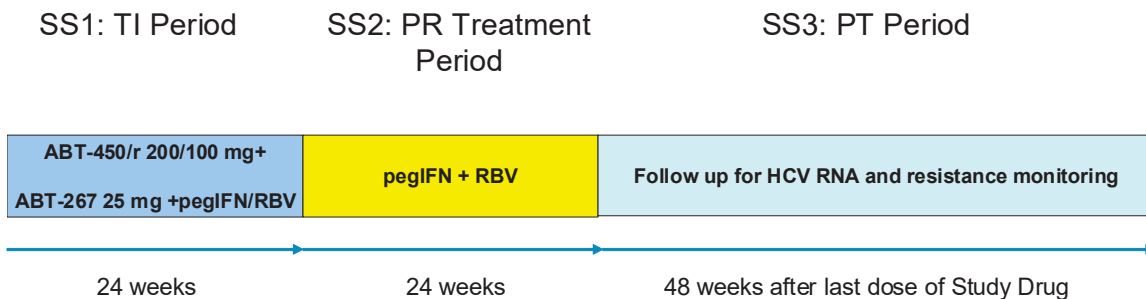 SS1: TI Period
SS2: PR Treatment
Period
SS3: PT Period
ABT-450/r 200/100 mg+
ABT-267 25 mg +pegIFN/RBV
pegIFN + RBV
Follow up for HCV RNA and resistance monitoring
24 weeks
24 weeks
48 weeks after last dose of Study Drug